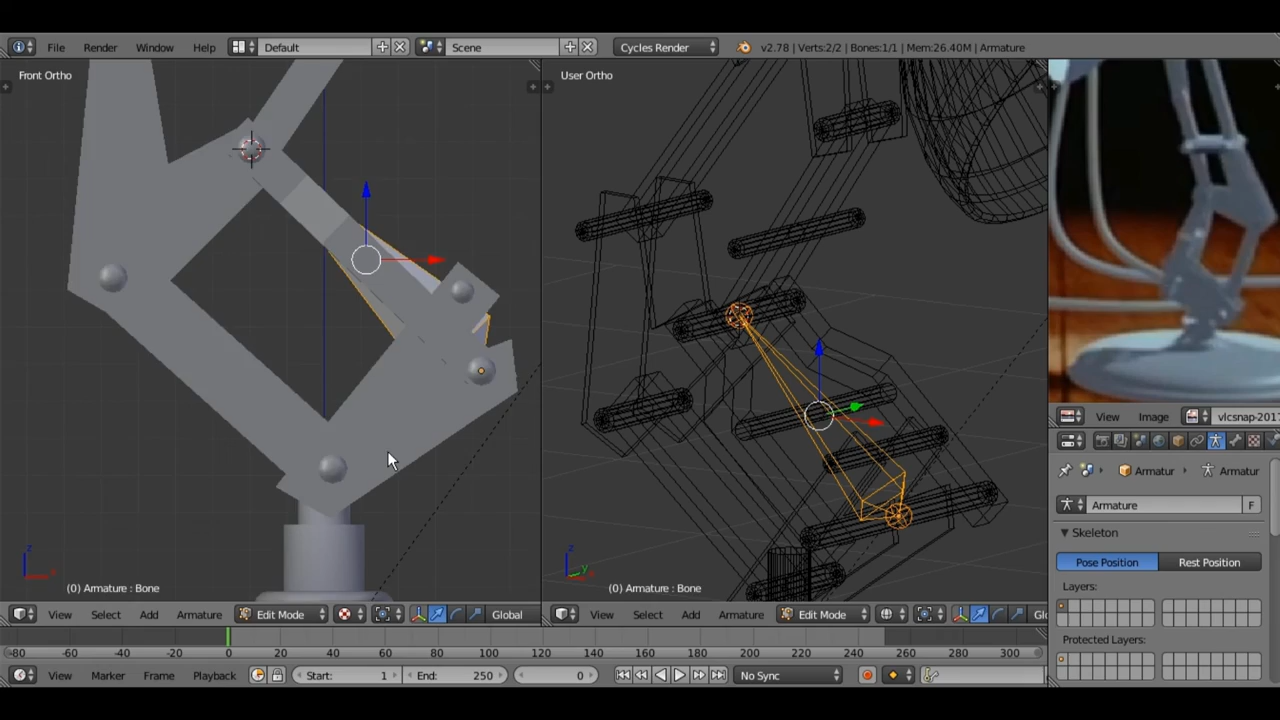 File Render Window Help Default Scene Cycles Render v2.78 | Verts:2/2 | Bones:1/1 | Mem:26.40M | Armature
Front Ortho
User Ortho
z
x
(0) Armature : Bone
z
y
(0) Armature : Bone
View Image vlcsnap-201
Armatur Armatur
Armature F
Skeleton
Pose Position Rest Position
Layers:
Protected Layers:
View Select Add Armature Edit Mode Global
View Select Add Armature Edit Mode Gl
-80 -60 -40 -20 0 20 40 60 80 100 120 140 160 180 200 220 240 260 280 300
View Marker Frame Playback Start: 1 End: 250 0 No Sync